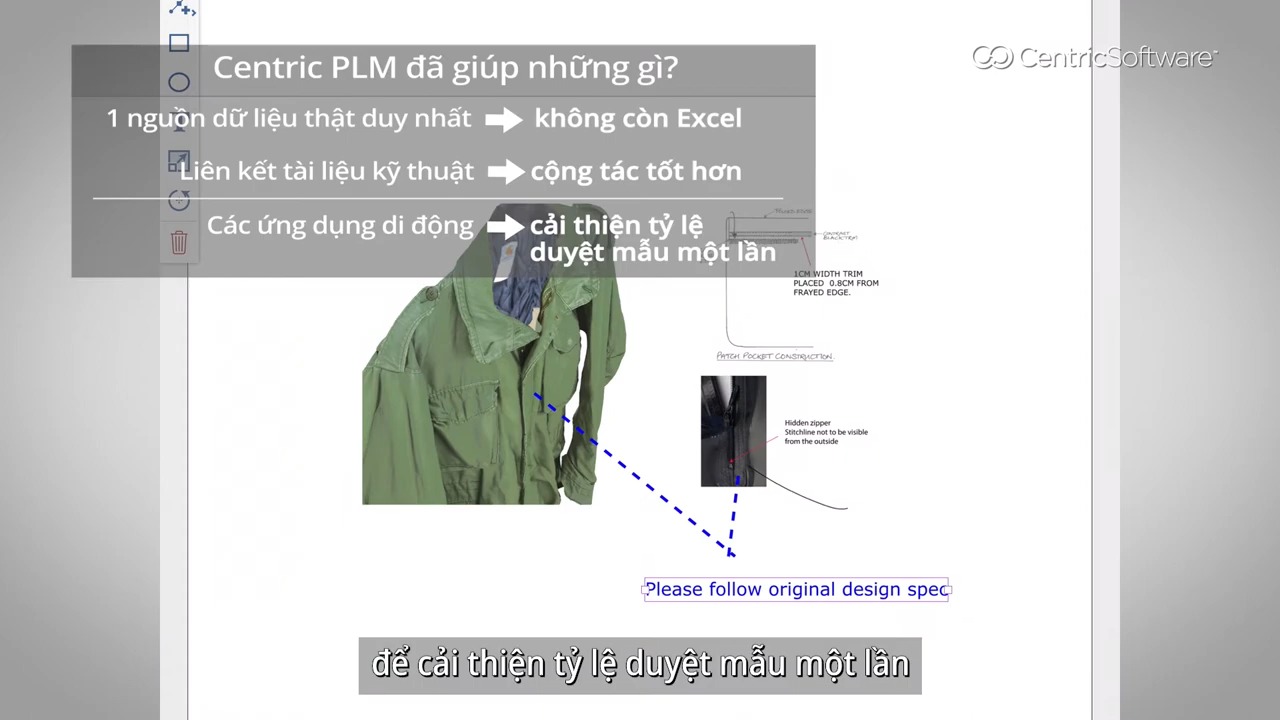 CentricSoftware™
Centric PLM đã giúp những gì?
1 nguồn dữ liệu thật duy nhất ➡ không còn Excel
Liên kết tài liệu kỹ thuật ➡ cộng tác tốt hơn
Các ứng dụng di động ➡ cải thiện tỷ lệ
duyệt mẫu một lần
CONTRAST
1CM WIDTH TRIM
PLACED 0.8CM FROM
FRAYED EDGE.
PATCH POCKET CONSTRUCTION.
Hidden zipper
Stitchline not to be visible
from the outside
Please follow original design spec
để cải thiện tỷ lệ duyệt mẫu một lần